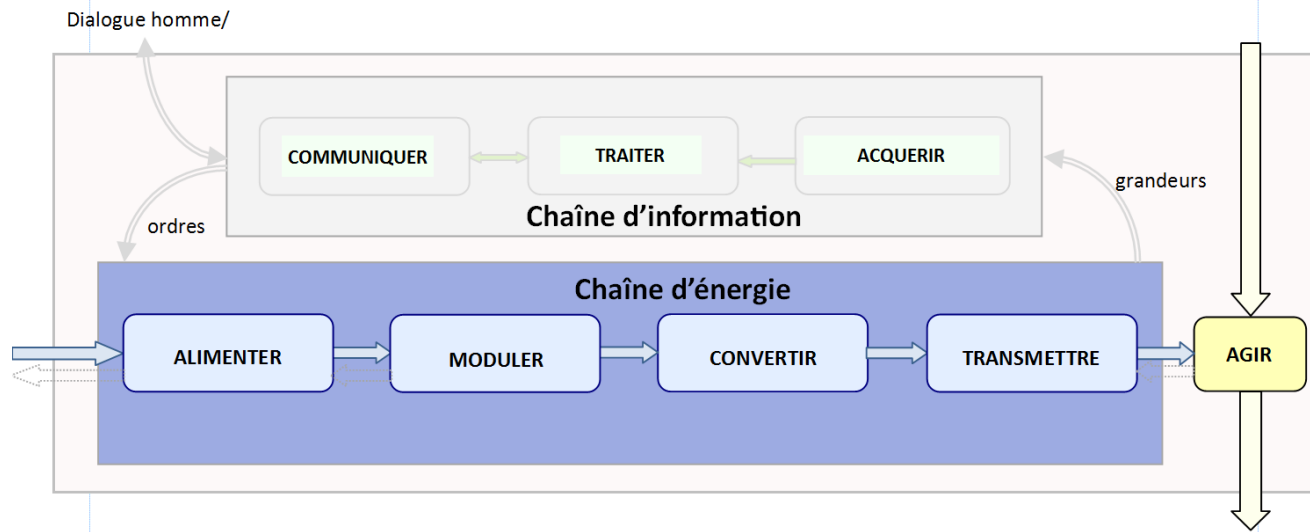 Dialogue homme/
COMMUNIQUER
TRAITER
ACQUERIR
grandeurs
Chaîne d’information
ordres
Chaîne d’énergie
ALIMENTER
MODULER
CONVERTIR
TRANSMETTRE
AGIR